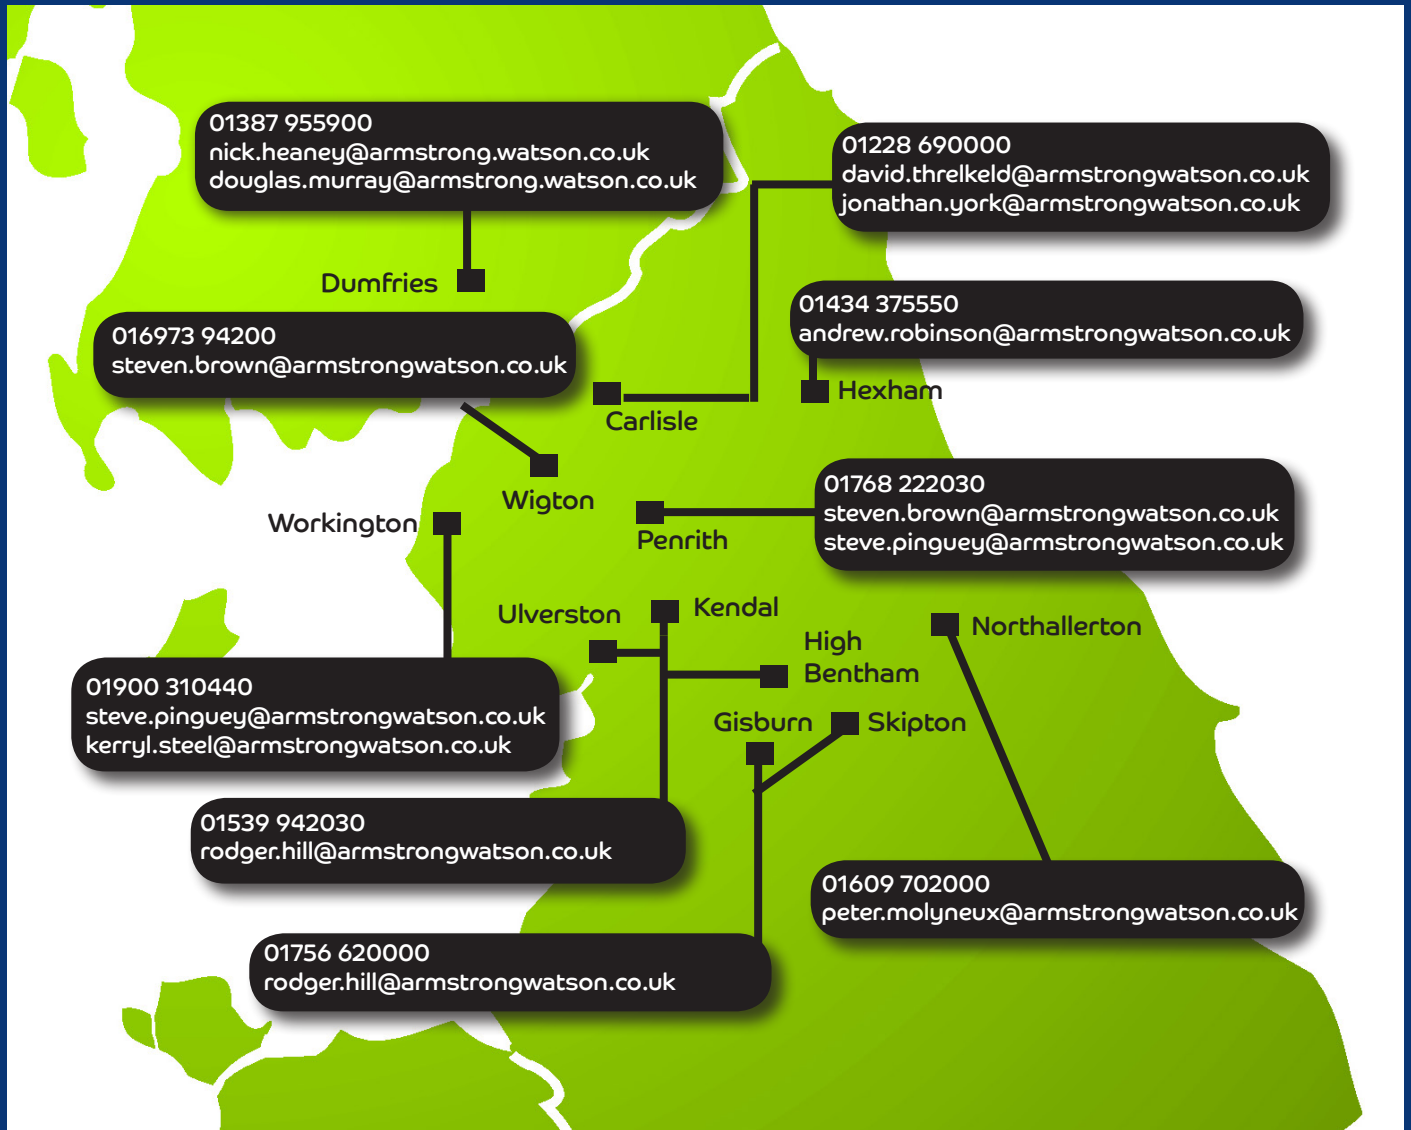 01387 955900
nick.heaney@armstrong.watson.co.uk
douglas.murray@armstrong.watson.co.uk
01228 690000
david.threlkeld@armstrongwatson.co.uk
jonathan.york@armstrongwatson.co.uk
Dumfries
01434 375550
andrew.robinson@armstrongwatson.co.uk
016973 94200
steven.brown@armstrongwatson.co.uk
Hexham
Carlisle
01768 222030
steven.brown@armstrongwatson.co.uk
steve.pinguey@armstrongwatson.co.uk
Wigton
Workington
Penrith
Ulverston
Kendal
Northallerton
High
Bentham
01900 310440
steve.pinguey@armstrongwatson.co.uk
kerryl.steel@armstrongwatson.co.uk
Gisburn
Skipton
01539 942030
rodger.hill@armstrongwatson.co.uk
01609 702000
peter.molyneux@armstrongwatson.co.uk
01756 620000
rodger.hill@armstrongwatson.co.uk